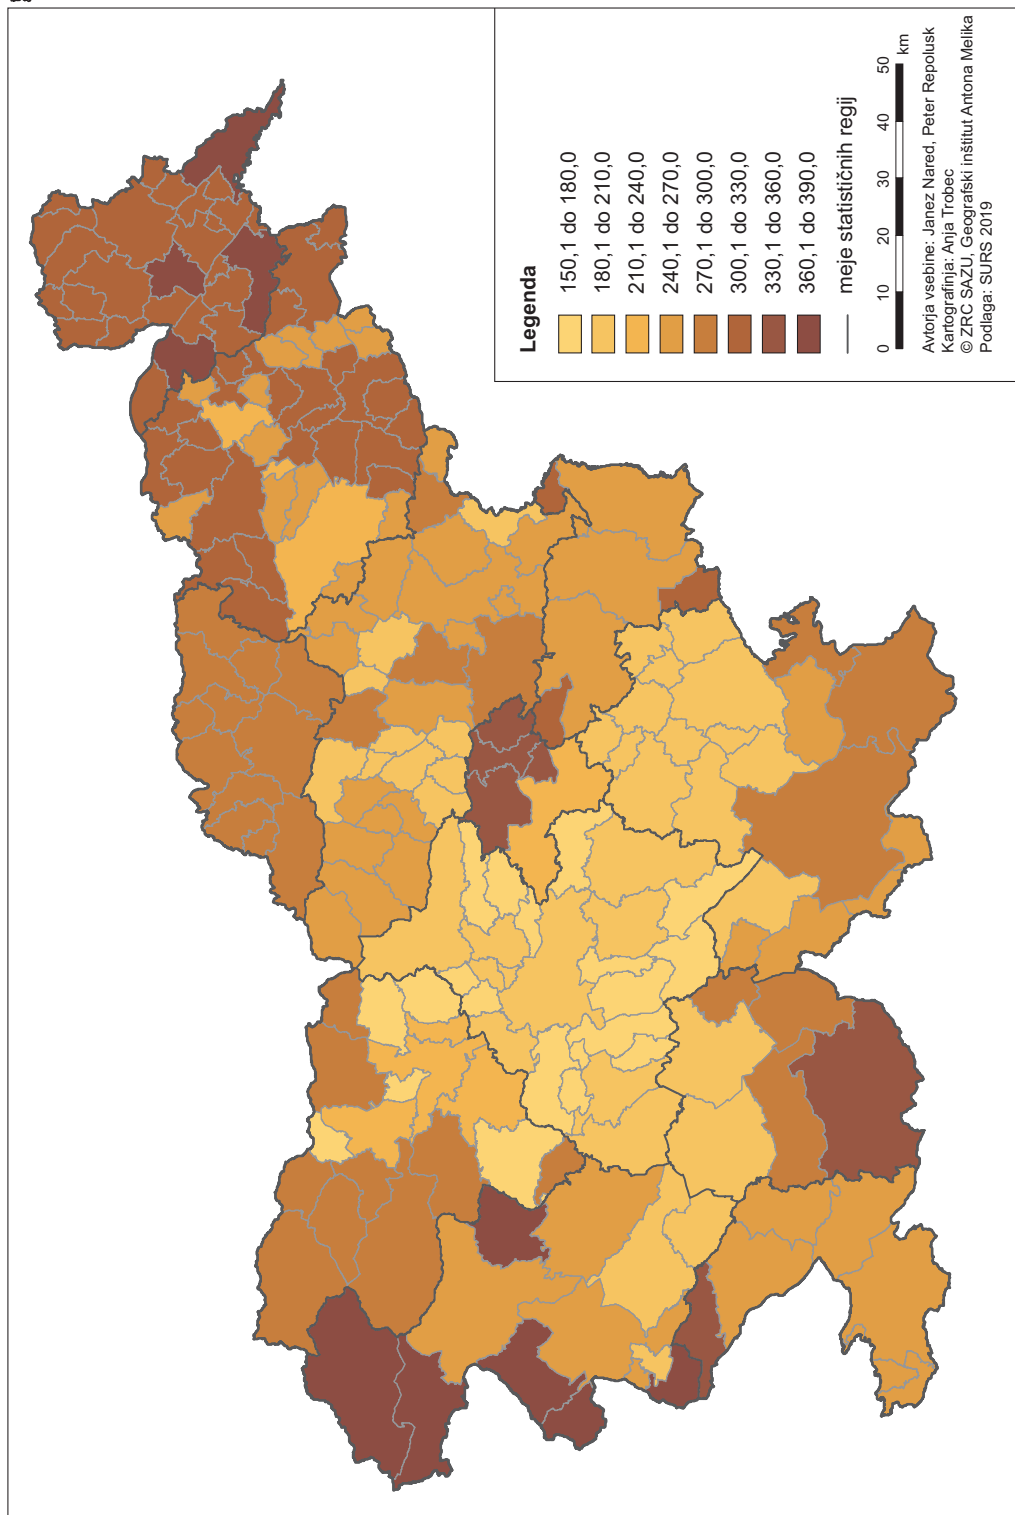 Legenda
150,1 do 180,0
180,1 do 210,0
210,1 do 240,0
240,1 do 270,0
270,1 do 300,0
300,1 do 330,0
330,1 do 360,0
360,1 do 390,0
meje statističnih regij
0 10 20 30 40 50
km
Avtorja vsebine: Janez Nared, Peter Repolusk
Kartografinja: Anja Trobec
© ZRC SAZU, Geografski inštitut Antona Melika
Podlaga: SURS 2019